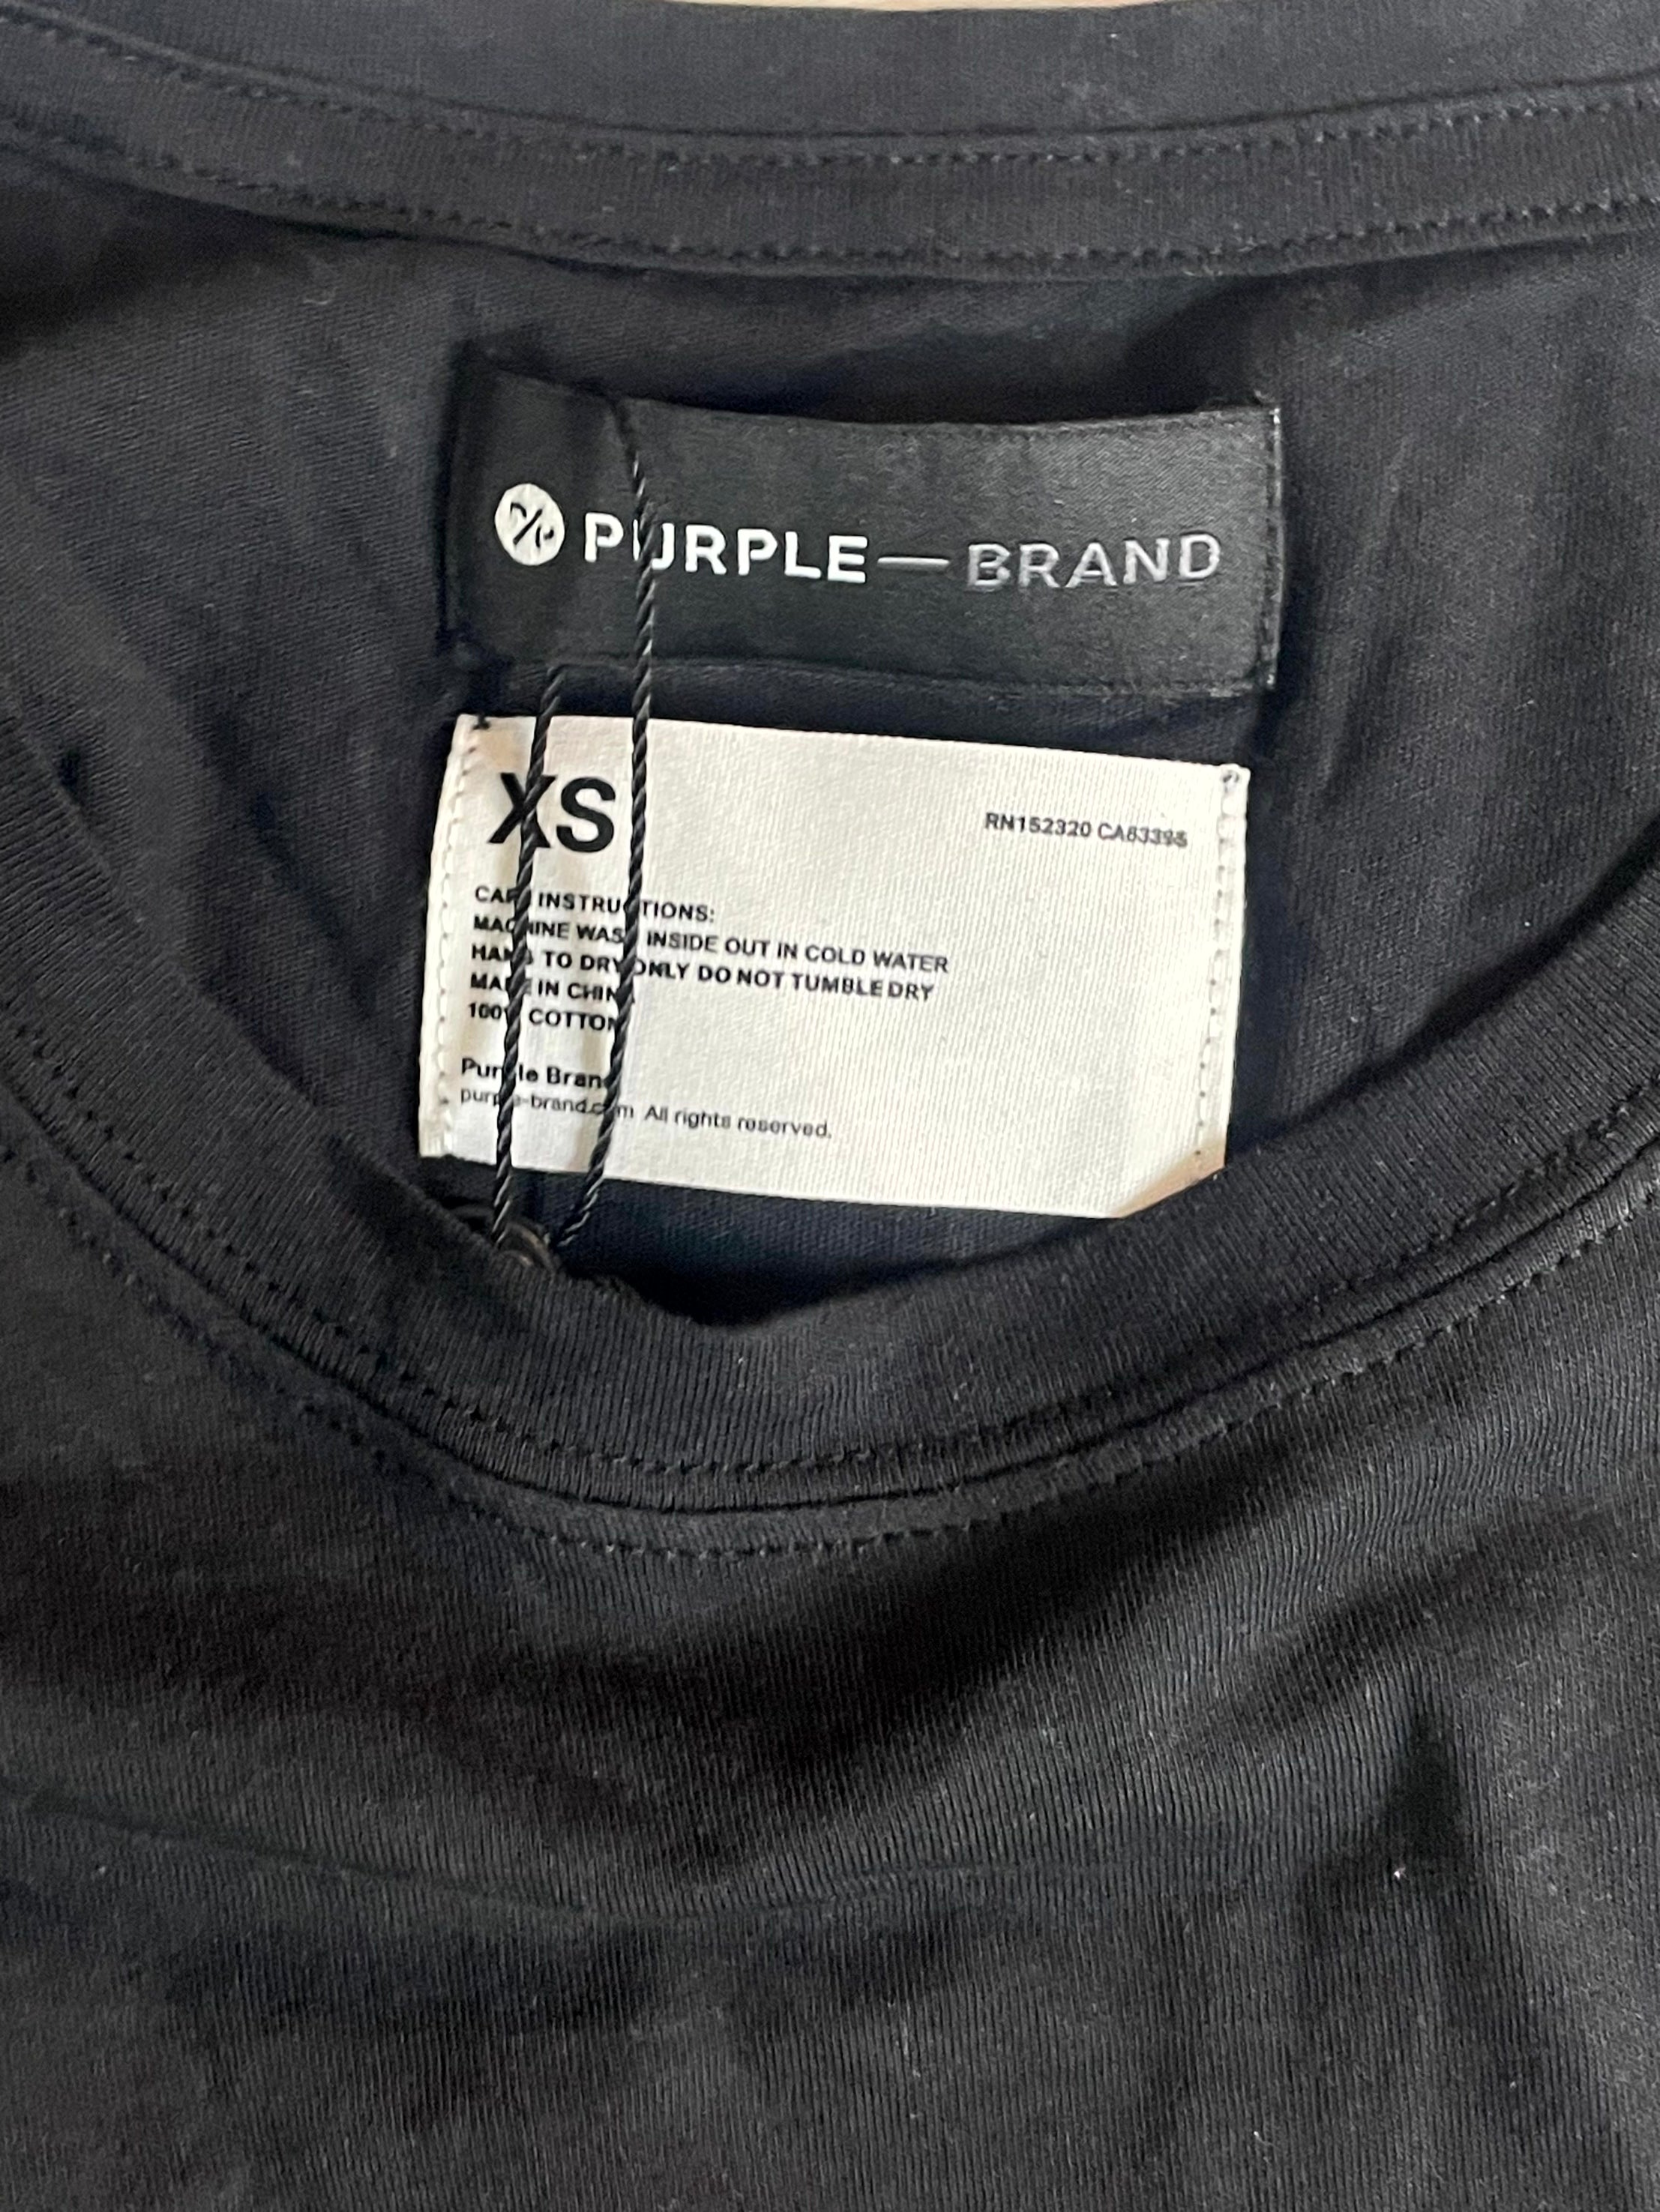 PURPLE — BRAND
XS
RN152320 CA63395
CARE INSTRUCTIONS:
MACHINE WASH INSIDE OUT IN COLD WATER
HANG TO DRY ONLY DO NOT TUMBLE DRY
MADE IN CHINA
100% COTTON
Purple Brand
purple-brand.com All rights reserved.